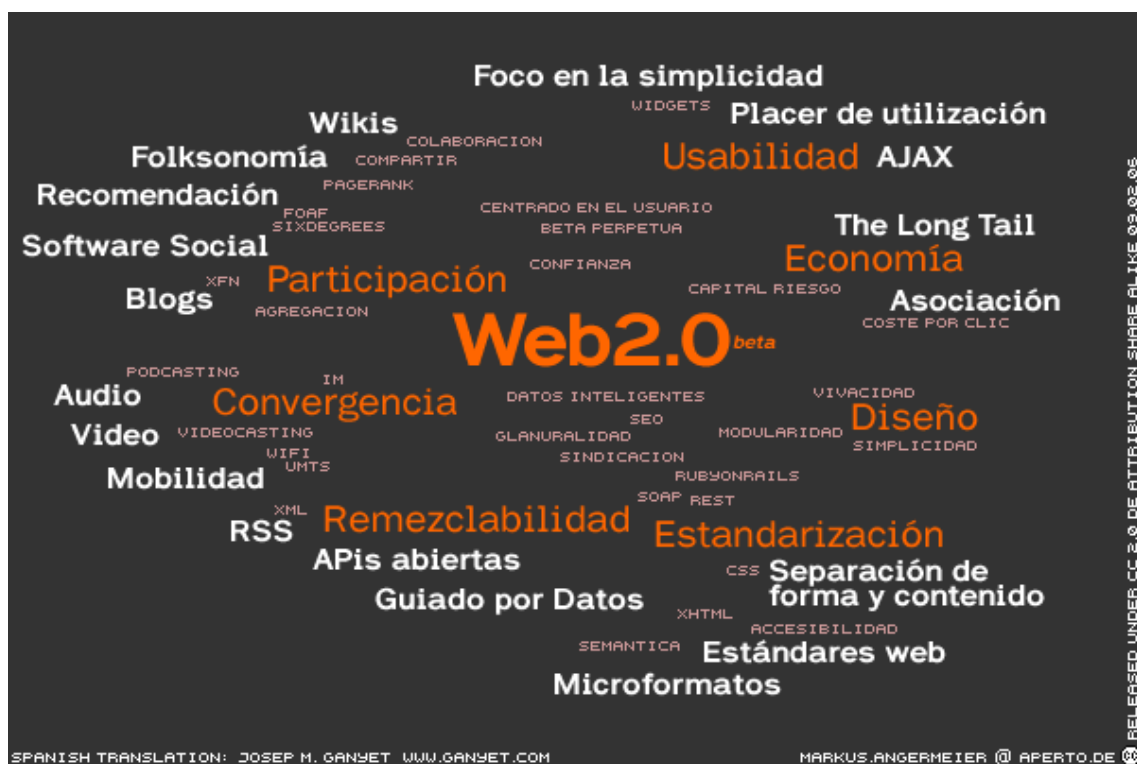 Foco en la simplicidad
WIDGETS
Placer de utilización
Wikis
COLABORACION
Usabilidad
AJAX
Folksonomía
COMPARTIR
Recomendación
PAGERANK
FOAF
SIXDEGREES
CENTRADO EN EL USUARIO
BETA PERPETUA
The Long Tail
Software Social
CONFIANZA
Economía
XFN
Participación
CAPITAL RIESGO
Blogs
AGREGACION
Asociación
COSTE POR CLIC
Web2.0 beta
PODCASTING
IM
Audio
Convergencia
DATOS INTELIGENTES
VIVACIDAD
SEO
Diseño
Video
VIDEOCASTING
GLANURALIDAD
MODULARIDAD
SIMPLICIDAD
WIFI
UMTS
SINDICACION
Mobilidad
RUBYONRAILS
SOAP
REST
XML
RSS
Remezclabilidad
Estandarización
APis abiertas
CSS
Separación de
forma y contenido
Guiado por Datos
XHTML
ACCESIBILIDAD
SEMANTICA
Estándares web
Microformatos
SPANISH TRANSLATION: JOSEP M. GANYET WWW.GANYET.COM
MARKUS.ANGERMEIER @ APERTO.DE
RELEASED UNDER CC 2.0 DE ATTRIBUTION SHARE ALIKE 09.02.06